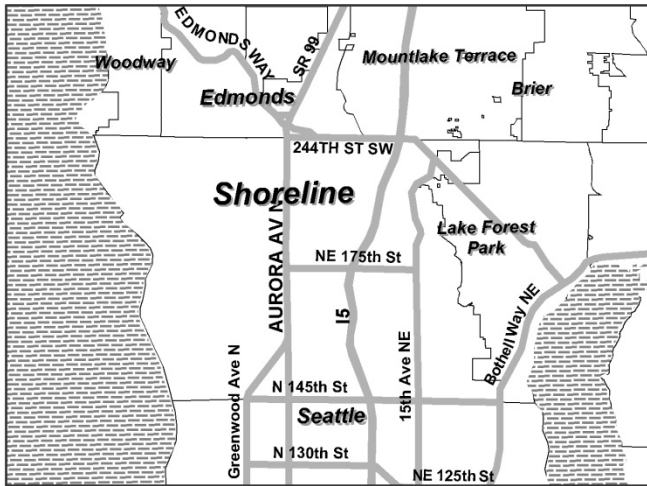 EDMONDS WAY
SR 99
Woodway
Mountlake Terrace
Brier
Edmonds
244TH ST SW
Shoreline
AURORA AV N
Lake Forest
Park
NE 175th St
I5
Bothell Way NE
15th Ave NE
Greenwood Ave N
N 145th St
Seattle
N 130th St
NE 125th St